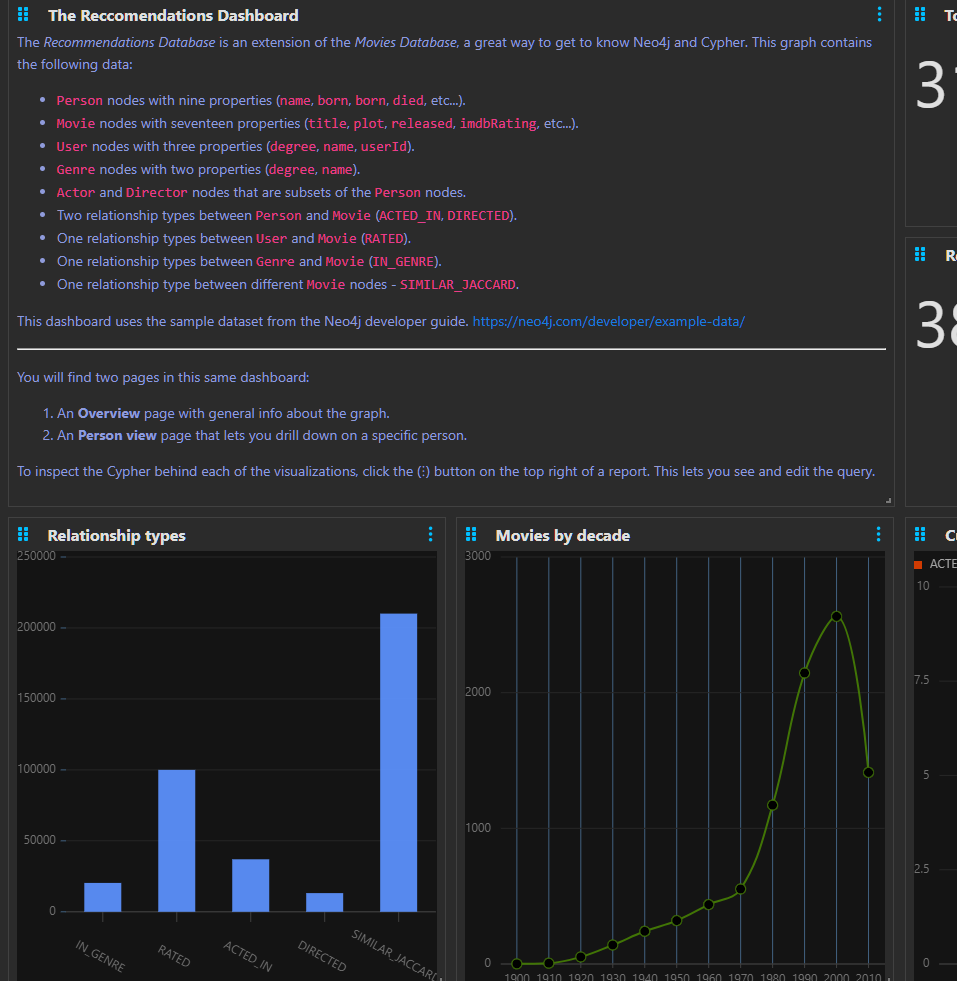 The Reccomendations Dashboard
The Recommendations Database is an extension of the Movies Database, a great way to get to know Neo4j and Cypher. This graph contains
the following data:
Person nodes with nine properties (name, born, born, died, etc...).
Movie nodes with seventeen properties (title, plot, released, imdbRating, etc...).
User nodes with three properties (degree, name, userId).
Genre nodes with two properties (degree, name).
Actor and Director nodes that are subsets of the Person nodes.
Two relationship types between Person and Movie (ACTED_IN, DIRECTED).
One relationship types between User and Movie (RATED).
One relationship types between Genre and Movie (IN_GENRE).
One relationship type between different Movie nodes - SIMILAR_JACCARD.
This dashboard uses the sample dataset from the Neo4j developer guide. https://neo4j.com/developer/example-data/
You will find two pages in this same dashboard:
1. An Overview page with general info about the graph.
2. An Person view page that lets you drill down on a specific person.
To inspect the Cypher behind each of the visualizations, click the (⋮) button on the top right of a report. This lets you see and edit the query.
Relationship types
250000
200000
150000
100000
50000
0
IN_GENRE RATED ACTED_IN DIRECTED SIMILAR_JACCARD
Movies by decade
3000
2000
1000
0
1900 1910 1920 1930 1940 1950 1960 1970 1980 1990 2000 2010
ACTE
10
7.5
5
2.5
0